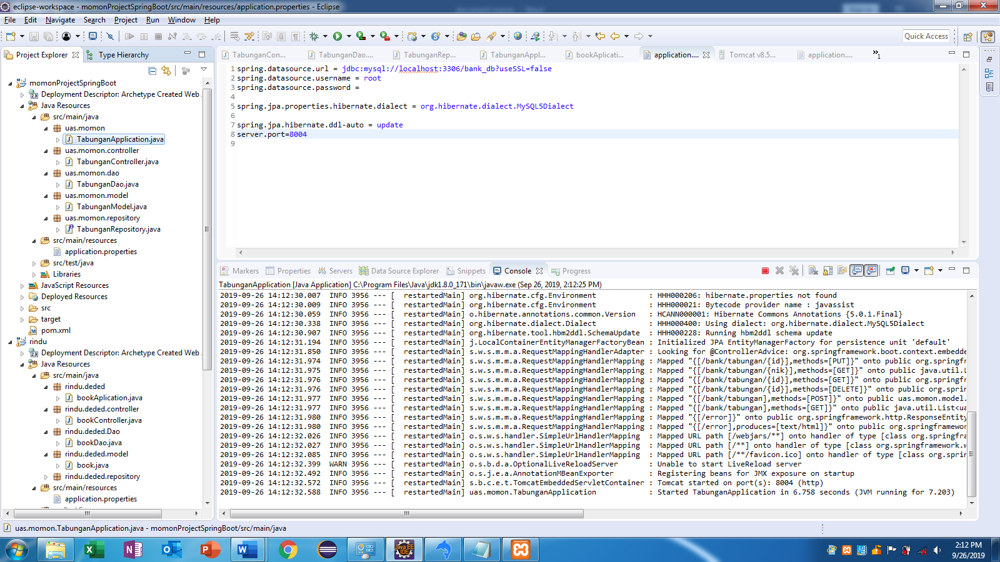 eclipse-workspace - momonProjectSpringBoot/src/main/resources/application.properties - Eclipse
File Edit Navigate Search Project Run Window Help
Quick Access
Project Explorer Type Hierarchy
TabunganCon... TabunganDao.... TabunganRep... TabunganAppl... bookAplicati... application.... Tomcat v8.5... application.... »1
momonProjectSpringBoot
Deployment Descriptor: Archetype Created Web
Java Resources
src/main/java
uas.momon
TabunganApplication.java
uas.momon.controller
TabunganController.java
uas.momon.dao
TabunganDao.java
uas.momon.model
TabunganModel.java
uas.momon.repository
TabunganRepository.java
src/main/resources
application.properties
src/test/java
Libraries
JavaScript Resources
Deployed Resources
src
target
pom.xml
rindu
Deployment Descriptor: Archetype Created Web
Java Resources
src/main/java
rindu.deded
bookAplication.java
rindu.deded.controller
bookController.java
rindu.deded.Dao
bookDao.java
rindu.deded.model
book.java
rindu.deded.repository
src/main/resources
application.properties
1 spring.datasource.url = jdbc:mysql://localhost:3306/bank_db?useSSL=false
2 spring.datasource.username = root
3 spring.datasource.password =
4
5 spring.jpa.properties.hibernate.dialect = org.hibernate.dialect.MySQL5Dialect
6
7 spring.jpa.hibernate.ddl-auto = update
8 server.port=8004
9
Markers Properties Servers Data Source Explorer Snippets Console Progress
TabunganApplication [Java Application] C:\Program Files\Java\jdk1.8.0_171\bin\javaw.exe (Sep 26, 2019, 2:12:25 PM)
2019-09-26 14:12:30.007 INFO 3956 --- [ restartedMain] org.hibernate.cfg.Environment : HHH000206: hibernate.properties not found
2019-09-26 14:12:30.009 INFO 3956 --- [ restartedMain] org.hibernate.cfg.Environment : HHH000021: Bytecode provider name : javassist
2019-09-26 14:12:30.059 INFO 3956 --- [ restartedMain] o.hibernate.annotations.common.Version : HCANN000001: Hibernate Commons Annotations {5.0.1.Final}
2019-09-26 14:12:30.338 INFO 3956 --- [ restartedMain] org.hibernate.dialect.Dialect : HHH000400: Using dialect: org.hibernate.dialect.MySQL5Dialect
2019-09-26 14:12:30.907 INFO 3956 --- [ restartedMain] org.hibernate.tool.hbm2ddl.SchemaUpdate : HHH000228: Running hbm2ddl schema update
2019-09-26 14:12:31.194 INFO 3956 --- [ restartedMain] j.LocalContainerEntityManagerFactoryBean : Initialized JPA EntityManagerFactory for persistence unit 'default'
2019-09-26 14:12:31.850 INFO 3956 --- [ restartedMain] s.w.s.m.m.a.RequestMappingHandlerAdapter : Looking for @ControllerAdvice: org.springframework.boot.context.embedde
2019-09-26 14:12:31.974 INFO 3956 --- [ restartedMain] s.w.s.m.m.a.RequestMappingHandlerMapping : Mapped "{[/bank/tabungan/{id}],methods=[PUT]}" onto public org.springfr
2019-09-26 14:12:31.975 INFO 3956 --- [ restartedMain] s.w.s.m.m.a.RequestMappingHandlerMapping : Mapped "{[/bank/tabungan/{nik}],methods=[GET]}" onto public java.util.L
2019-09-26 14:12:31.976 INFO 3956 --- [ restartedMain] s.w.s.m.m.a.RequestMappingHandlerMapping : Mapped "{[/bank/tabungan/{id}],methods=[GET]}" onto public org.springfr
2019-09-26 14:12:31.976 INFO 3956 --- [ restartedMain] s.w.s.m.m.a.RequestMappingHandlerMapping : Mapped "{[/bank/tabungan/{id}],methods=[DELETE]}" onto public org.sprin
2019-09-26 14:12:31.977 INFO 3956 --- [ restartedMain] s.w.s.m.m.a.RequestMappingHandlerMapping : Mapped "{[/bank/tabungan],methods=[POST]}" onto public uas.momon.model.
2019-09-26 14:12:31.977 INFO 3956 --- [ restartedMain] s.w.s.m.m.a.RequestMappingHandlerMapping : Mapped "{[/bank/tabungan],methods=[GET]}" onto public java.util.List<ua
2019-09-26 14:12:31.980 INFO 3956 --- [ restartedMain] s.w.s.m.m.a.RequestMappingHandlerMapping : Mapped "{[/error]}" onto public org.springframework.http.ResponseEntity
2019-09-26 14:12:31.980 INFO 3956 --- [ restartedMain] s.w.s.m.m.a.RequestMappingHandlerMapping : Mapped "{[/error],produces=[text/html]}" onto public org.springframewor
2019-09-26 14:12:32.026 INFO 3956 --- [ restartedMain] o.s.w.s.handler.SimpleUrlHandlerMapping : Mapped URL path [/webjars/**] onto handler of type [class org.springfra
2019-09-26 14:12:32.027 INFO 3956 --- [ restartedMain] o.s.w.s.handler.SimpleUrlHandlerMapping : Mapped URL path [/**] onto handler of type [class org.springframework.w
2019-09-26 14:12:32.085 INFO 3956 --- [ restartedMain] o.s.w.s.handler.SimpleUrlHandlerMapping : Mapped URL path [/**/favicon.ico] onto handler of type [class org.sprin
2019-09-26 14:12:32.399 WARN 3956 --- [ restartedMain] o.s.b.d.a.OptionalLiveReloadServer : Unable to start LiveReload server
2019-09-26 14:12:32.492 INFO 3956 --- [ restartedMain] o.s.j.e.a.AnnotationMBeanExporter : Registering beans for JMX exposure on startup
2019-09-26 14:12:32.572 INFO 3956 --- [ restartedMain] s.b.c.e.t.TomcatEmbeddedServletContainer : Tomcat started on port(s): 8004 (http)
2019-09-26 14:12:32.588 INFO 3956 --- [ restartedMain] uas.momon.TabunganApplication : Started TabunganApplication in 6.758 seconds (JVM running for 7.203)
uas.momon.TabunganApplication.java - momonProjectSpringBoot/src/main/java
Java EE
IDE
2:12 PM
9/26/2019